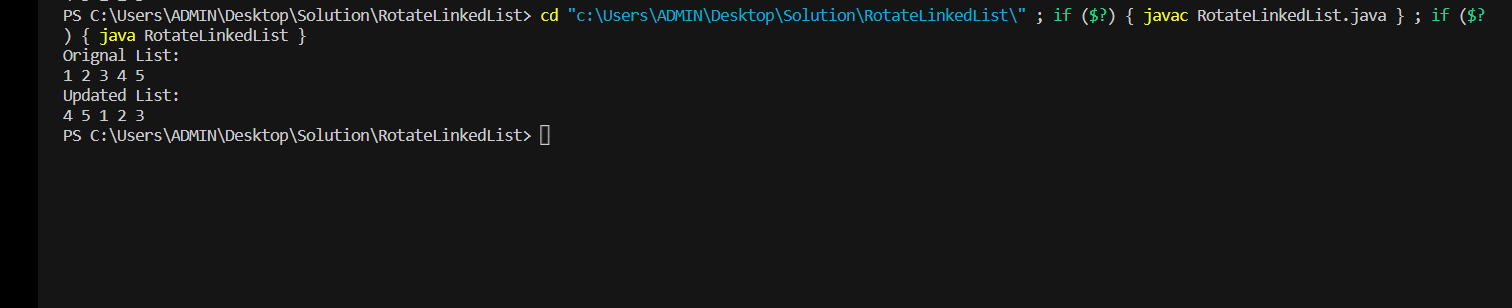 PS C:\Users\ADMIN\Desktop\Solution\RotateLinkedList> cd "c:\Users\ADMIN\Desktop\Solution\RotateLinkedList\" ; if ($?) { javac RotateLinkedList.java } ; if ($?
) { java RotateLinkedList }
Orignal List:
1 2 3 4 5
Updated List:
4 5 1 2 3
PS C:\Users\ADMIN\Desktop\Solution\RotateLinkedList>